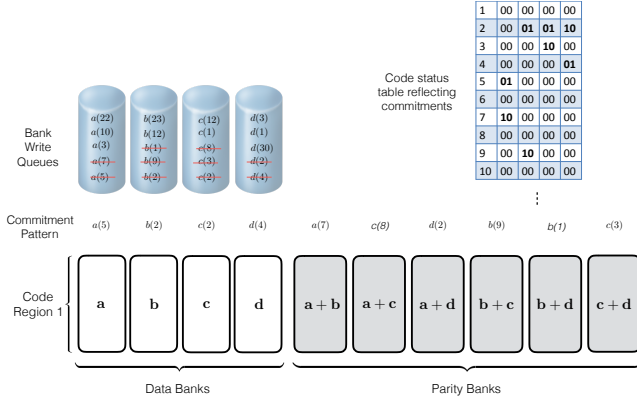 1 00 00 00 00
2 00 01 01 10
3 00 00 10 00
4 00 00 00 01
5 01 00 00 00
6 00 00 00 00
7 10 00 00 00
8 00 00 00 00
9 00 10 00 00
10 00 00 00 00
Code status
table reflecting
commitments
Bank
Write
Queues
a(22) b(23) c(12) d(3)
a(10) b(12) c(1) d(1)
a(3) b(1) c(8) d(30)
a(7) b(9) c(3) d(2)
a(5) b(2) c(2) d(4)
Commitment
Pattern
a(5) b(2) c(2) d(4) a(7) c(8) d(2) b(9) b(1) c(3)
Code
Region 1
a b c d a + b a + c a + d b + c b + d c + d
Data Banks Parity Banks